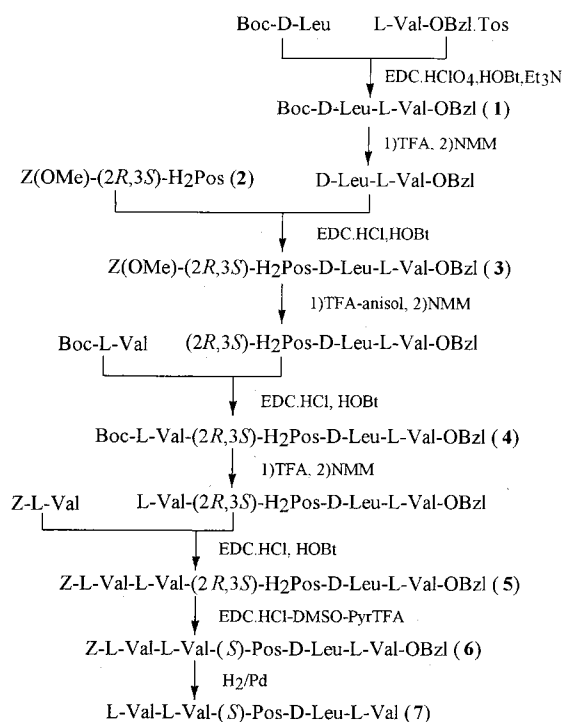 Boc-D-Leu L-Val-OBzl.Tos
EDC.HClO4,HOBt,Et3N
Boc-D-Leu-L-Val-OBzl (1)
1)TFA, 2)NMM
Z(OMe)-(2R,3S)-H2Pos (2) D-Leu-L-Val-OBzl
EDC.HCl,HOBt
Z(OMe)-(2R,3S)-H2Pos-D-Leu-L-Val-OBzl (3)
1)TFA-anisol, 2)NMM
Boc-L-Val (2R,3S)-H2Pos-D-Leu-L-Val-OBzl
EDC.HCl, HOBt
Boc-L-Val-(2R,3S)-H2Pos-D-Leu-L-Val-OBzl (4)
1)TFA, 2)NMM
Z-L-Val L-Val-(2R,3S)-H2Pos-D-Leu-L-Val-OBzl
EDC.HCl, HOBt
Z-L-Val-L-Val-(2R,3S)-H2Pos-D-Leu-L-Val-OBzl (5)
EDC.HCl-DMSO-PyrTFA
Z-L-Val-L-Val-(S)-Pos-D-Leu-L-Val-OBzl (6)
H2/Pd
L-Val-L-Val-(S)-Pos-D-Leu-L-Val (7)